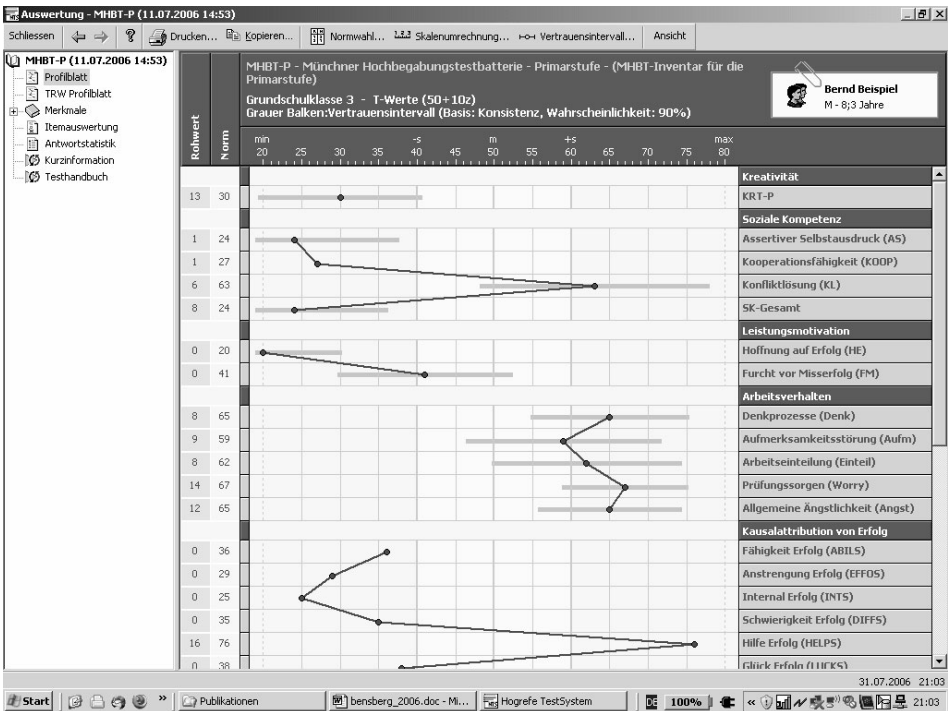 Auswertung - MHBT-P (11.07.2006 14:53)
Schliessen Drucken... Kopieren... Normwahl... Skalenumrechnung... Vertrauensintervall... Ansicht
MHBT-P (11.07.2006 14:53)
Profilblatt
TRW Profilblatt
Merkmale
Itemauswertung
Antwortstatistik
Kurzinformation
Testhandbuch
Rohwert Norm
MHBT-P - Münchner Hochbegabungstestbatterie - Primarstufe - (MHBT-Inventar für die
Primarstufe)
Grundschulklasse 3 - T-Werte (50+10z)
Grauer Balken:Vertrauensintervall (Basis: Konsistenz, Wahrscheinlichkeit: 90%)
Bernd Beispiel
M - 8;3 Jahre
min -s m +s max
20 25 30 35 40 45 50 55 60 65 70 75 80
Kreativität
13 30 KRT-P
Soziale Kompetenz
1 24 Assertiver Selbstausdruck (AS)
1 27 Kooperationsfähigkeit (KOOP)
6 63 Konfliktlösung (KL)
8 24 SK-Gesamt
Leistungsmotivation
0 20 Hoffnung auf Erfolg (HE)
0 41 Furcht vor Misserfolg (FM)
Arbeitsverhalten
8 65 Denkprozesse (Denk)
9 59 Aufmerksamkeitsstörung (Aufm)
8 62 Arbeitseinteilung (Einteil)
14 67 Prüfungssorgen (Worry)
12 65 Allgemeine Ängstlichkeit (Angst)
Kausalattribution von Erfolg
0 36 Fähigkeit Erfolg (ABILS)
0 29 Anstrengung Erfolg (EFFOS)
0 25 Internal Erfolg (INTS)
0 35 Schwierigkeit Erfolg (DIFFS)
16 76 Hilfe Erfolg (HELPS)
0 38 Glück Erfolg (LUCKS)
31.07.2006 21:03
Start » Publikationen bensberg_2006.doc - Mi... Hogrefe TestSystem DE 100% « 21:03